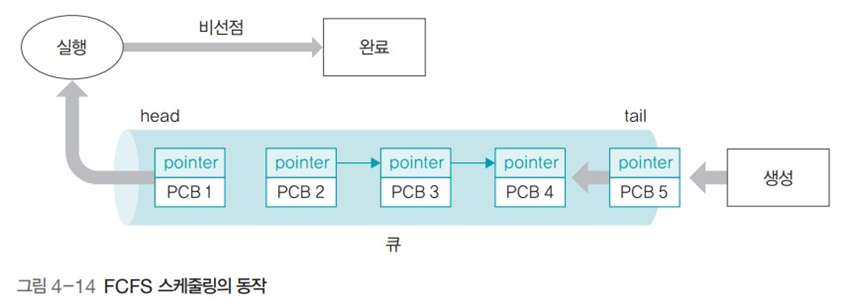 비선점
실행
완료
head
tail
pointer pointer pointer pointer pointer
PCB 1 PCB 2 PCB 3 PCB 4 PCB 5
생성
큐
그림 4-14 FCFS 스케줄링의 동작